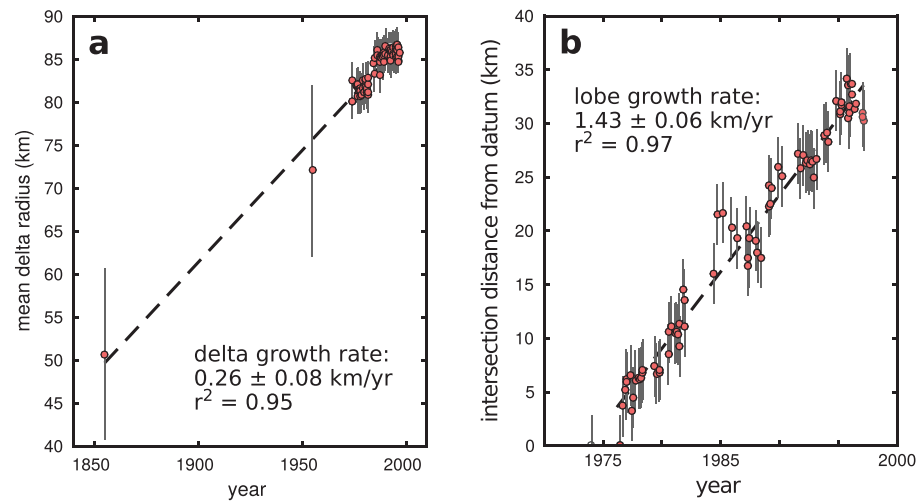 a
90
85
80
75
70
65
60
55
50
45
40
mean delta radius (km)
delta growth rate:
0.26 ± 0.08 km/yr
r² = 0.95
1850 1900 1950 2000
year
b
40
35
30
25
20
15
10
5
0
intersection distance from datum (km)
lobe growth rate:
1.43 ± 0.06 km/yr
r² = 0.97
1975 1985 2000
year